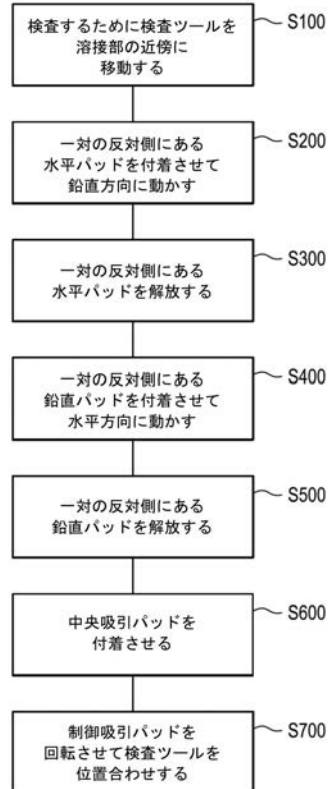 検査するために検査ツールを
溶接部の近傍に
移動する
S100
一対の反対側にある
水平パッドを付着させて
鉛直方向に動かす
S200
一対の反対側にある
水平パッドを解放する
S300
一対の反対側にある
鉛直パッドを付着させて
水平方向に動かす
S400
一対の反対側にある
鉛直パッドを解放する
S500
中央吸引パッドを
付着させる
S600
制御吸引パッドを
回転させて検査ツールを
位置合わせする
S700